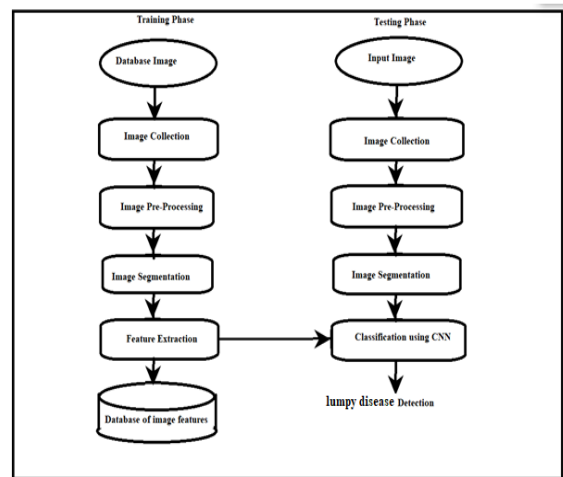 Training Phase
Testing Phase
Database Image
Input Image
Image Collection
Image Collection
Image Pre-Processing
Image Pre-Processing
Image Segmentation
Image Segmentation
Feature Extraction
Classification using CNN
Database of image features
lumpy disease Detection